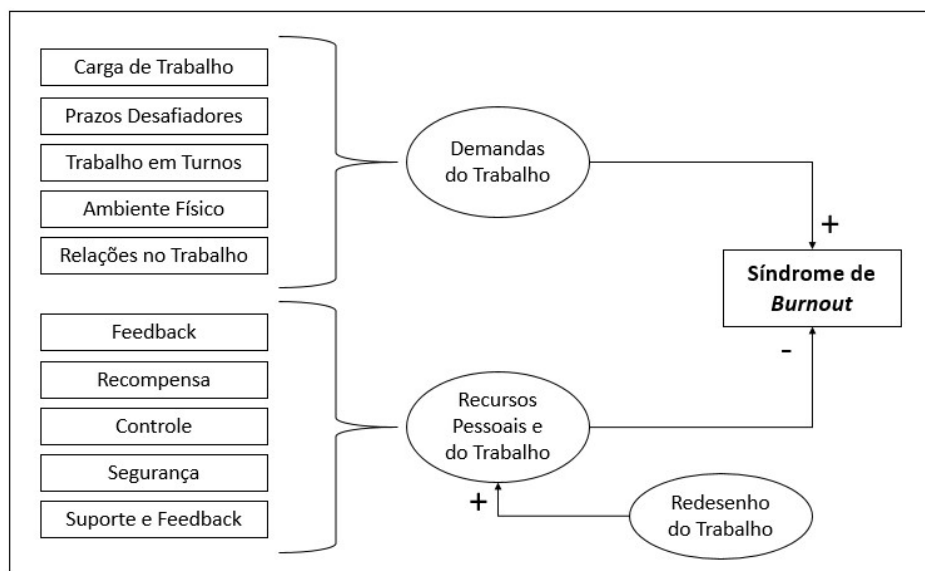 Carga de Trabalho
Prazos Desafiadores
Trabalho em Turnos
Ambiente Físico
Relações no Trabalho
Demandas
do Trabalho
+
Síndrome de
Burnout
-
Feedback
Recompensa
Controle
Segurança
Suporte e Feedback
Recursos
Pessoais e
do Trabalho
+
Redesenho
do Trabalho